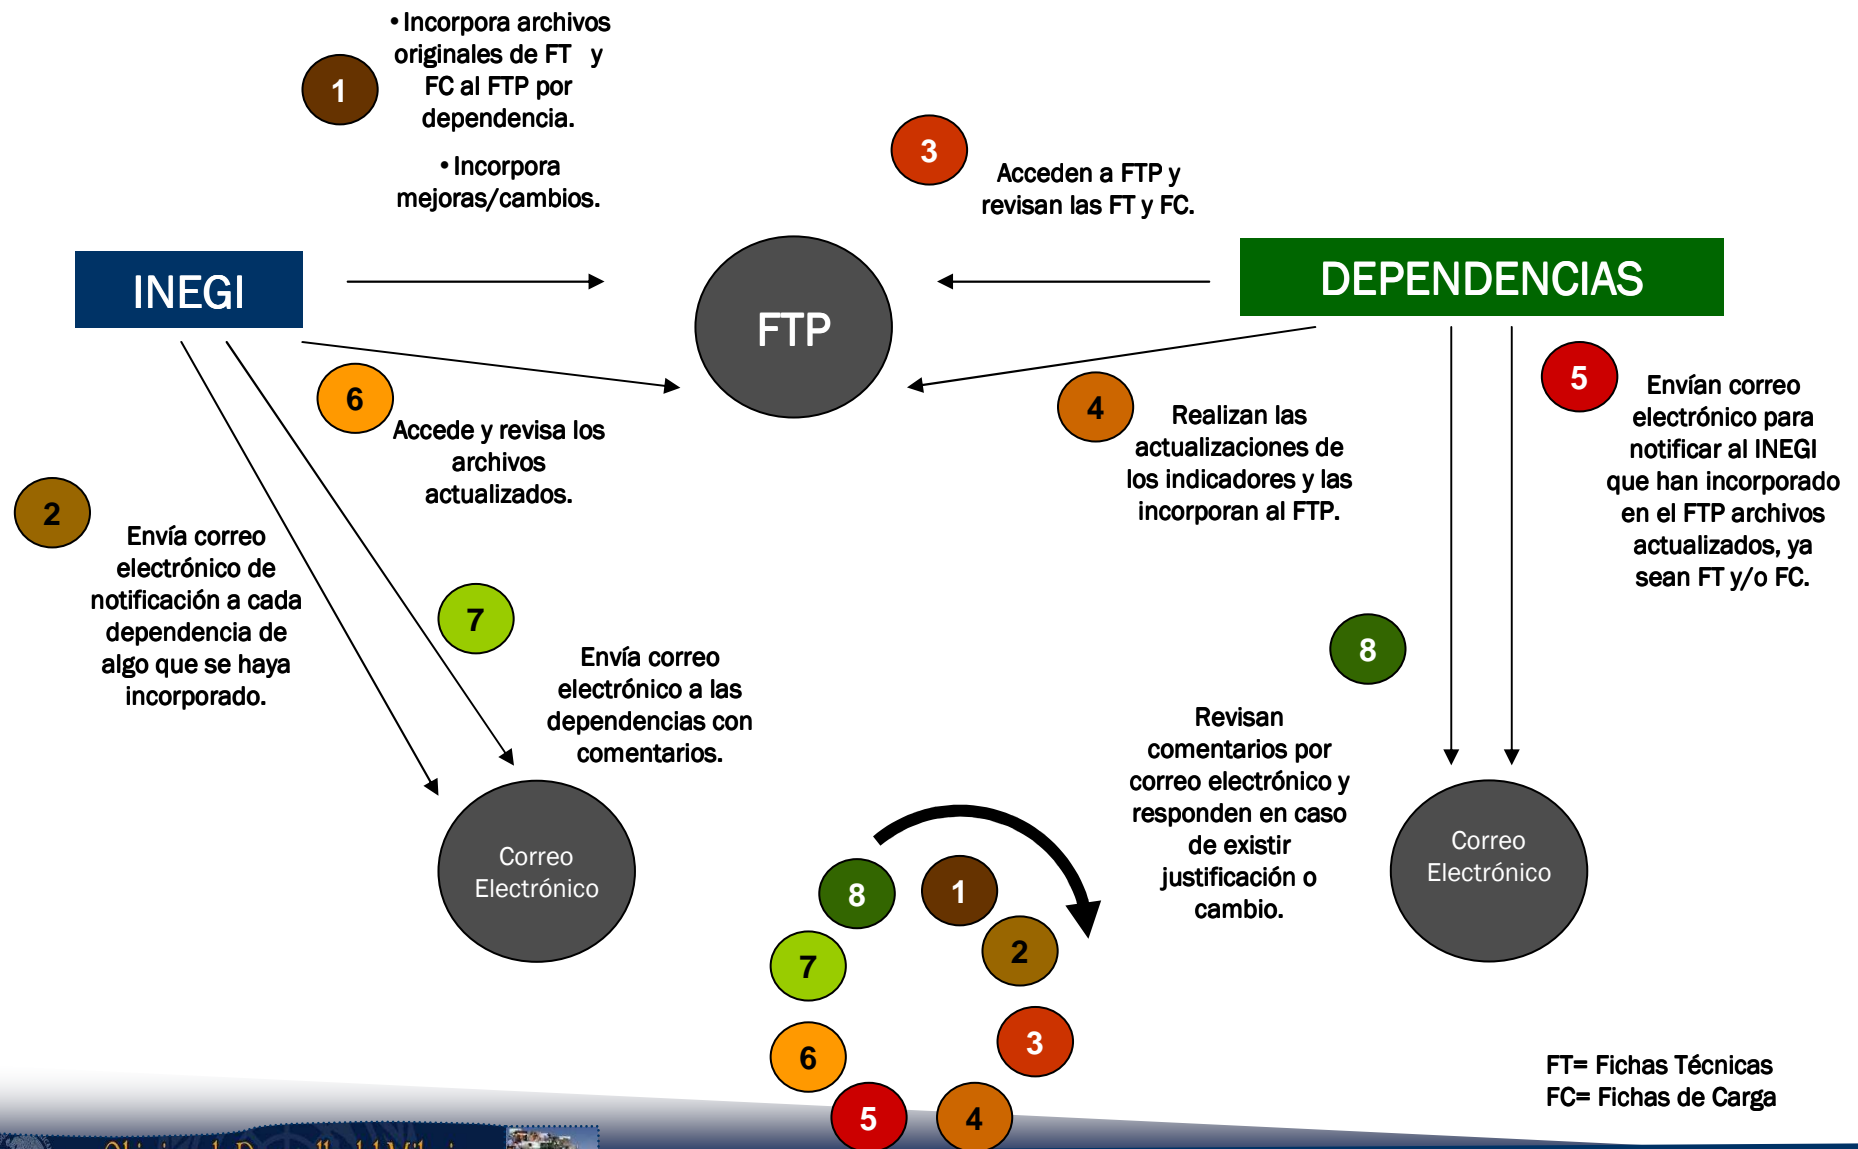 1
• Incorpora archivos
originales de FT y
FC al FTP por
dependencia.
• Incorpora
mejoras/cambios.
3
Acceden a FTP y
revisan las FT y FC.
INEGI
FTP
DEPENDENCIAS
6
Accede y revisa los
archivos
actualizados.
4
Realizan las
actualizaciones de
los indicadores y las
incorporan al FTP.
5
Envían correo
electrónico para
notificar al INEGI
que han incorporado
en el FTP archivos
actualizados, ya
sean FT y/o FC.
2
Envía correo
electrónico de
notificación a cada
dependencia de
algo que se haya
incorporado.
7
Envía correo
electrónico a las
dependencias con
comentarios.
8
Revisan
comentarios por
correo electrónico y
responden en caso
de existir
justificación o
cambio.
Correo
Electrónico
Correo
Electrónico
8
1
7
2
6
3
5
4
FT= Fichas Técnicas
FC= Fichas de Carga